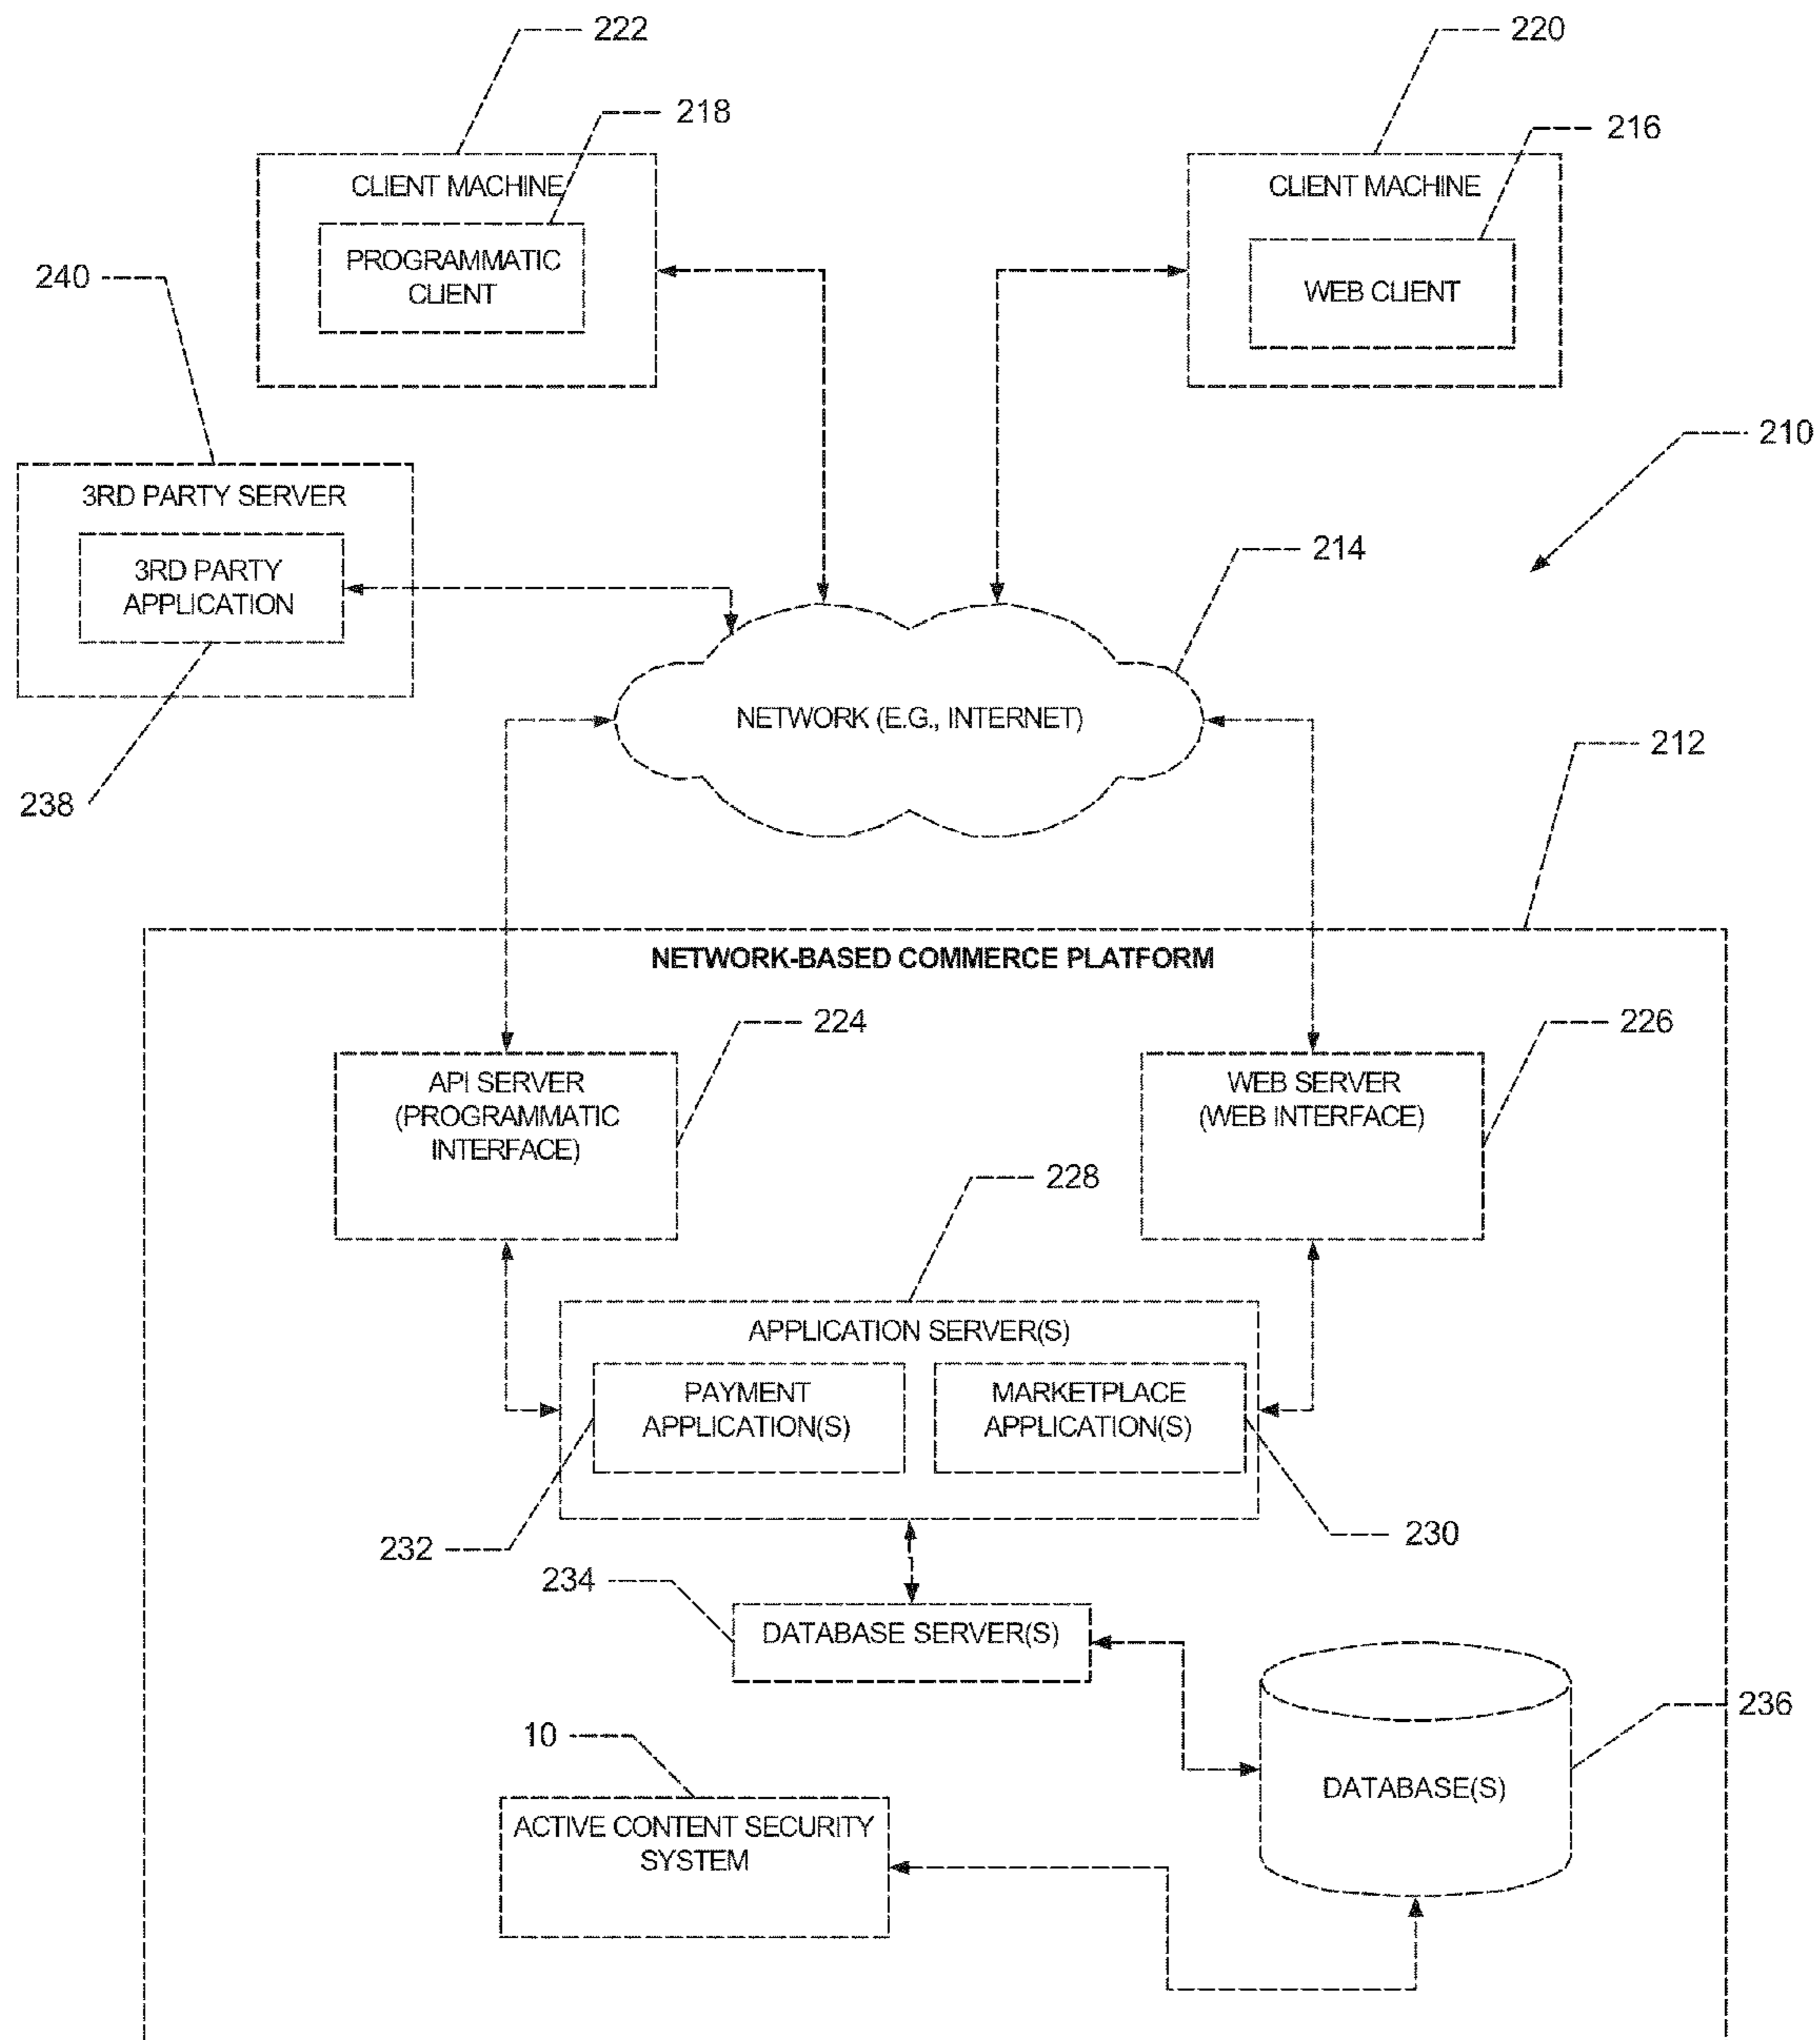 222
220
218
216
CLIENT MACHINE
PROGRAMMATIC
CLIENT
CLIENT MACHINE
WEB CLIENT
240
210
3RD PARTY SERVER
3RD PARTY
APPLICATION
214
238
NETWORK (E.G., INTERNET)
212
NETWORK-BASED COMMERCE PLATFORM
224
226
API SERVER
(PROGRAMMATIC
INTERFACE)
WEB SERVER
(WEB INTERFACE)
228
APPLICATION SERVER(S)
PAYMENT
APPLICATION(S)
MARKETPLACE
APPLICATION(S)
232
230
234
DATABASE SERVER(S)
236
10
DATABASE(S)
ACTIVE CONTENT SECURITY
SYSTEM